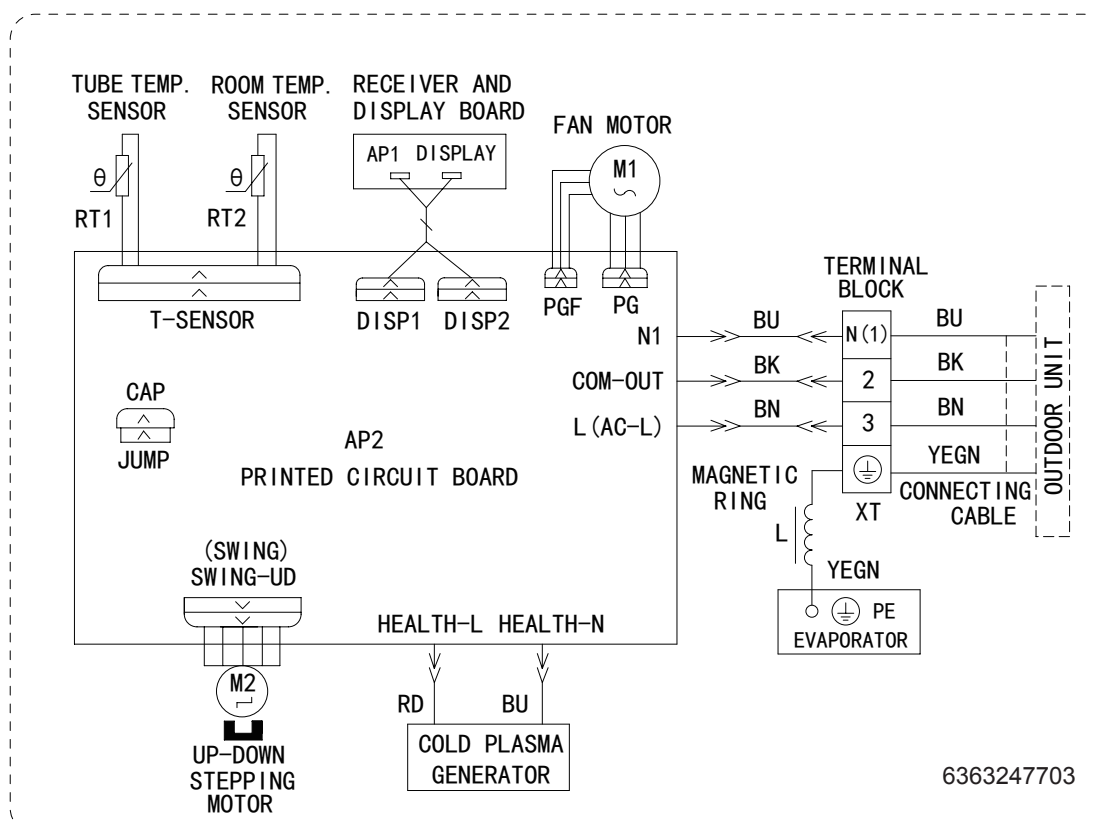 TUBE TEMP.
SENSOR
ROOM TEMP.
SENSOR
RECEIVER AND
DISPLAY BOARD
FAN MOTOR
AP1 DISPLAY
M1
θ
RT1
θ
RT2
T-SENSOR
DISP1
DISP2
PGF
PG
TERMINAL
BLOCK
N1
BU
N(1)
BU
COM-OUT
BK
2
BK
L(AC-L)
BN
3
BN
YEGN
OUTDOOR UNIT
CAP
JUMP
AP2
PRINTED CIRCUIT BOARD
MAGNETIC
RING
XT
CONNECTING
CABLE
L
YEGN
PE
EVAPORATOR
(SWING)
SWING-UD
HEALTH-L
HEALTH-N
M2
RD
BU
UP-DOWN
STEPPING
MOTOR
COLD PLASMA
GENERATOR
6363247703